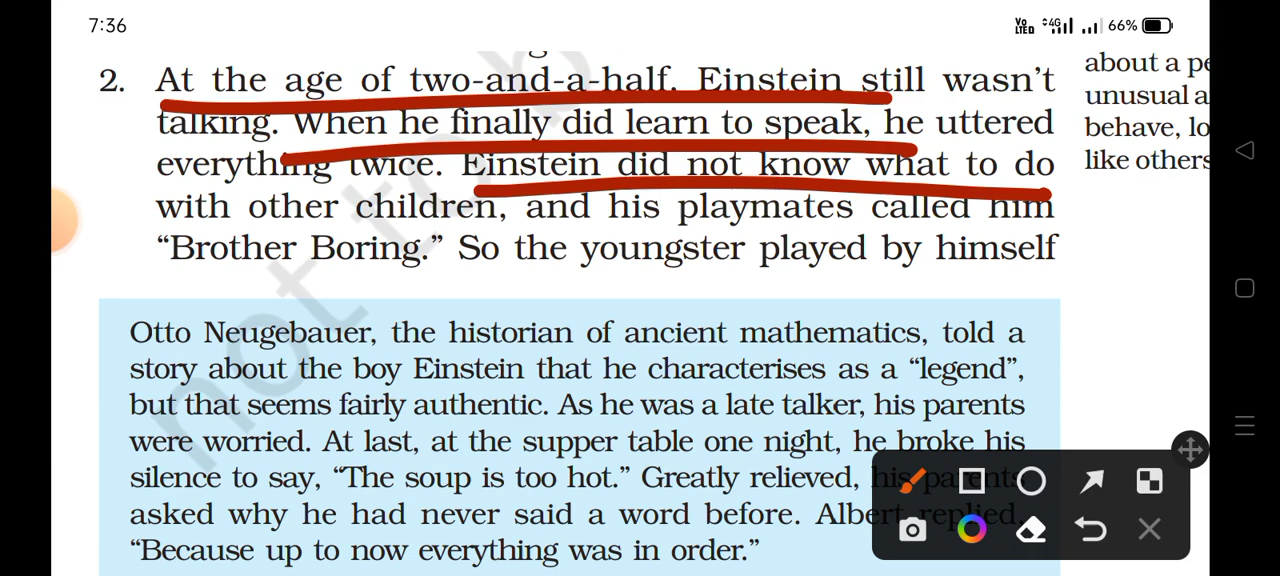 7:36
Vo LTED 4G 66%
2. At the age of two-and-a-half, Einstein still wasn't
talking. When he finally did learn to speak, he uttered
everything twice. Einstein did not know what to do
with other children, and his playmates called him
“Brother Boring.” So the youngster played by himself
about a pe
unusual a
behave, lo
like others
Otto Neugebauer, the historian of ancient mathematics, told a
story about the boy Einstein that he characterises as a “legend”,
but that seems fairly authentic. As he was a late talker, his parents
were worried. At last, at the supper table one night, he broke his
silence to say, “The soup is too hot.” Greatly relieved, his parents
asked why he had never said a word before. Albert replied,
“Because up to now everything was in order.”
not to